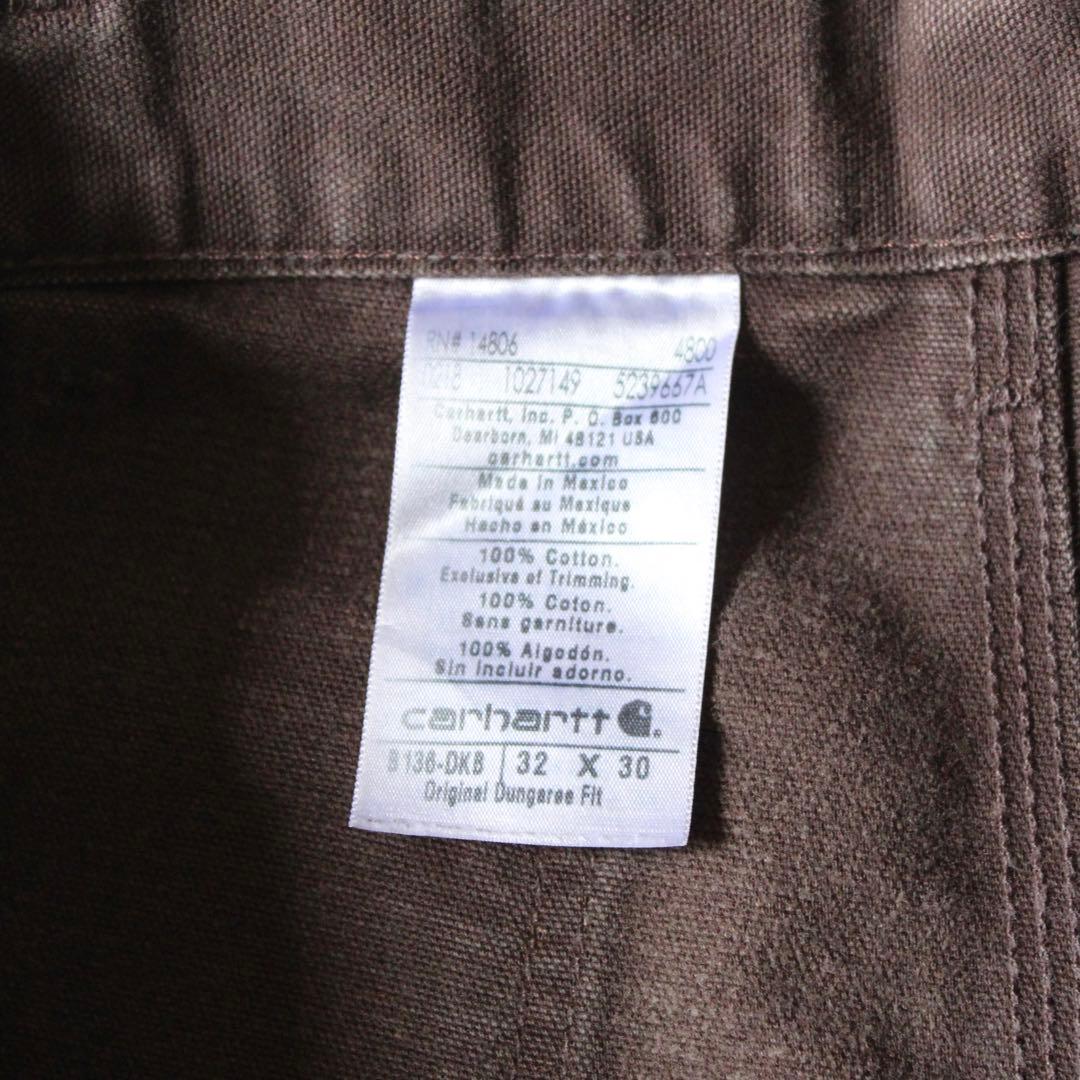 RN# 14806 4800
0218 1027149 5239667A
Carhartt, Inc. P. O. Box 600
Dearborn, MI 48121 USA
carhartt.com
Made in Mexico
Fabriqué au Mexique
Hecho en México
100% Cotton.
Exclusive of Trimming.
100% Coton.
Sans garniture.
100% Algodón.
Sin incluir adorno.
carhartt
B136-DKB 32 X 30
Original Dungaree Fit